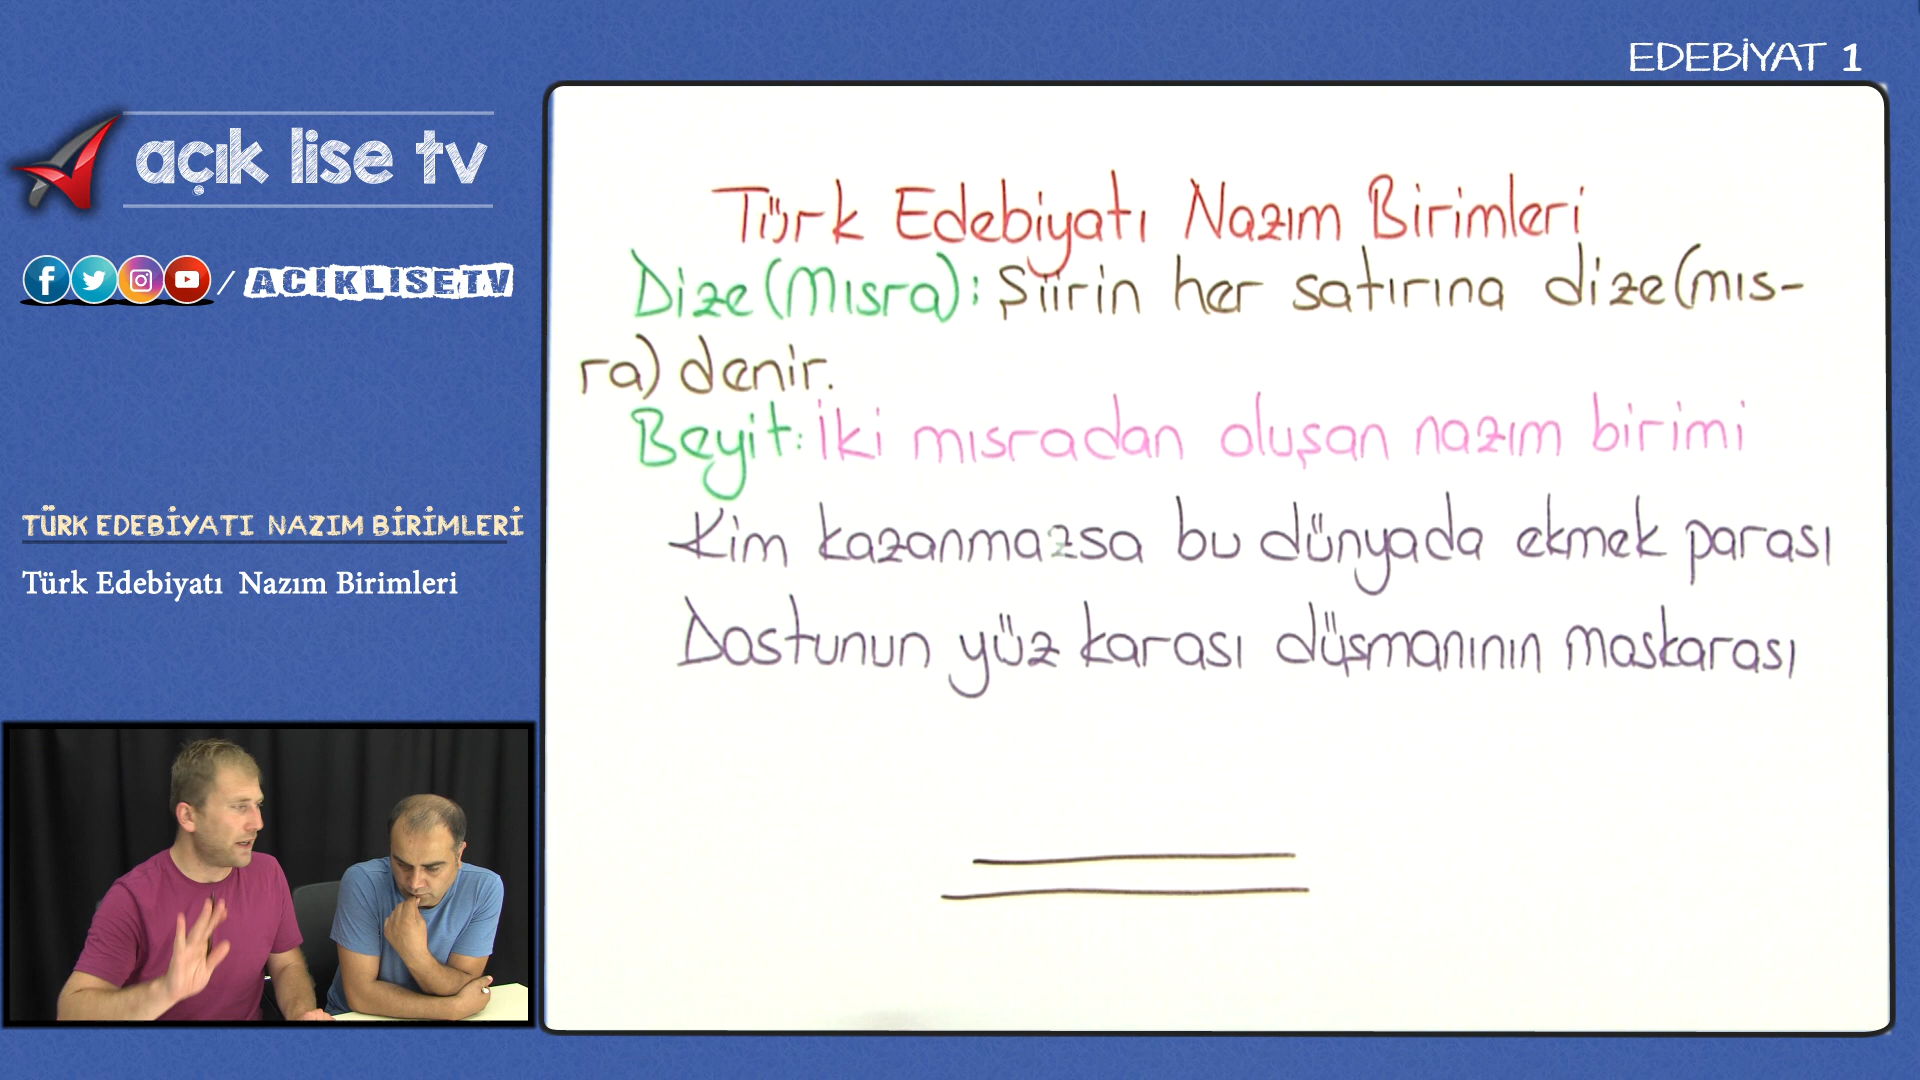 EDEBİYAT 1
açık lise tv
/ ACIKLISETV
TÜRK EDEBİYATI NAZIM BİRİMLERİ
Türk Edebiyatı Nazım Birimleri
Türk Edebiyatı Nazım Birimleri
Dize (Mısra): Şiirin her satırına dize (mıs-
ra) denir.
Beyit: İki mısradan oluşan nazım birimi
Kim kazanmazsa bu dünyada ekmek parası
Dostunun yüz karası düşmanının maskarası